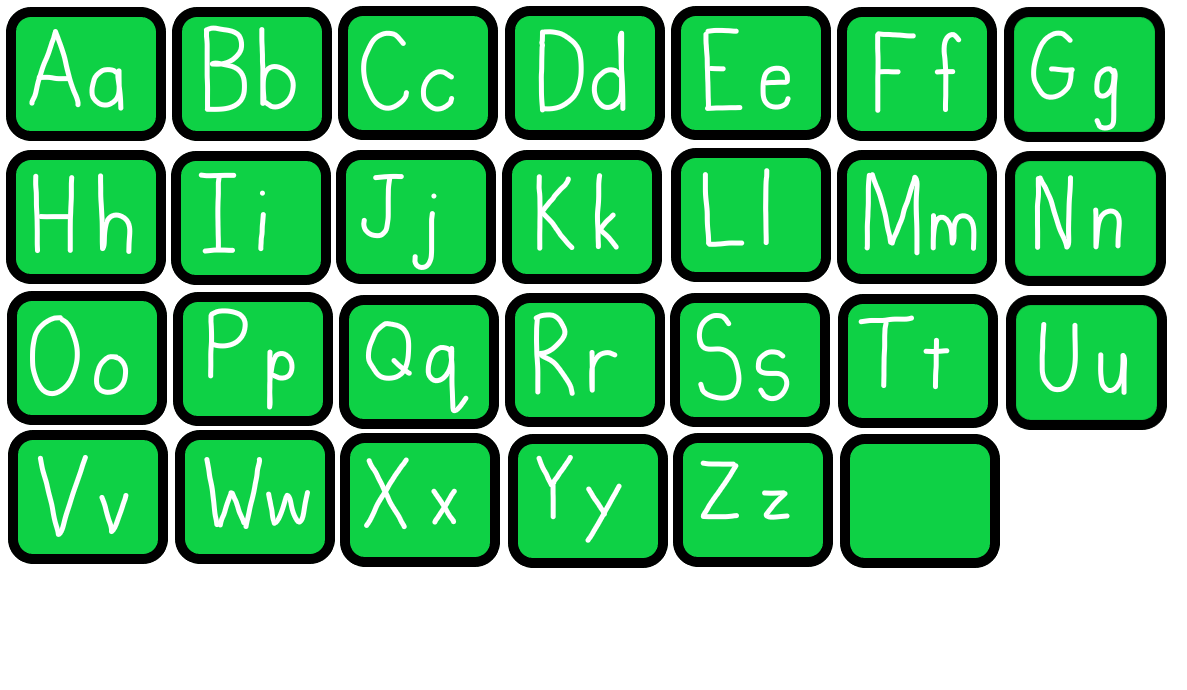 Aa Bb Cc Dd Ee Ff Gg
Hh Ii Jj Kk Ll Mm Nn
Oo Pp Qq Rr Ss Tt Uu
Vv Ww Xx Yy Zz